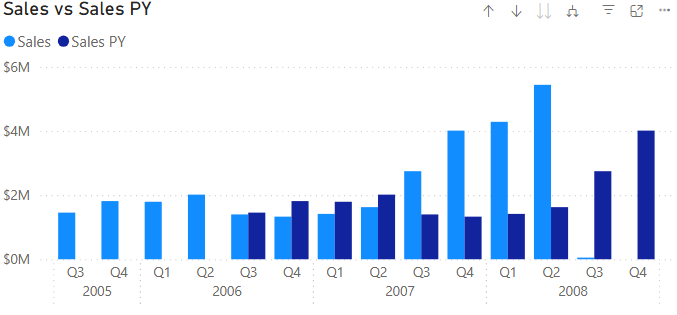 Sales vs Sales PY
Sales Sales PY
$6M
$4M
$2M
$0M
Q3 Q4 Q1 Q2 Q3 Q4 Q1 Q2 Q3 Q4 Q1 Q2 Q3 Q4
2005 2006 2007 2008